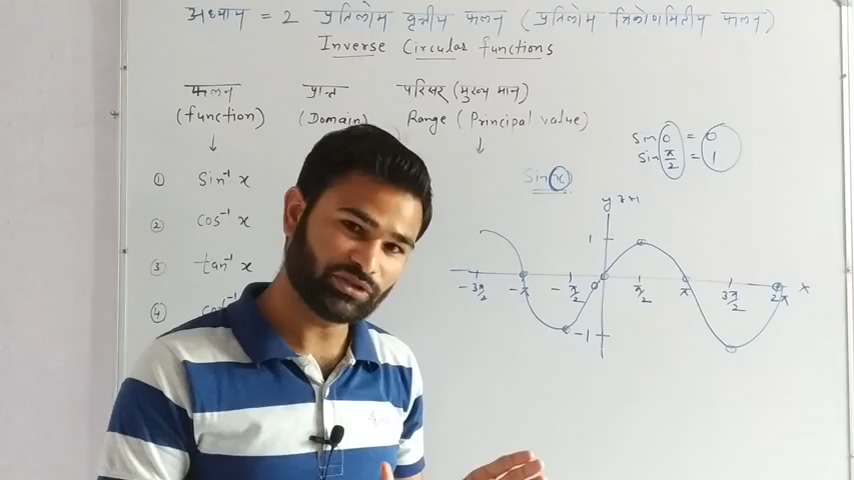 अध्याय = 2 प्रतिलोम वृत्तीय फलन (प्रतिलोम त्रिकोणमितीय फलन)
Inverse Circular functions
फलन प्रान्त परिसर (मुख्य मान)
(function) (Domain) Range (Principal value)
↓ ↓
① Sin⁻¹ x
② cos⁻¹ x
③ tan⁻¹ x
④
sin 0 = 0
sin π/2 = 1
sin x
y
1
-3π/2 -π -π/2 0 π/2 π 3π/2 2π x
-1